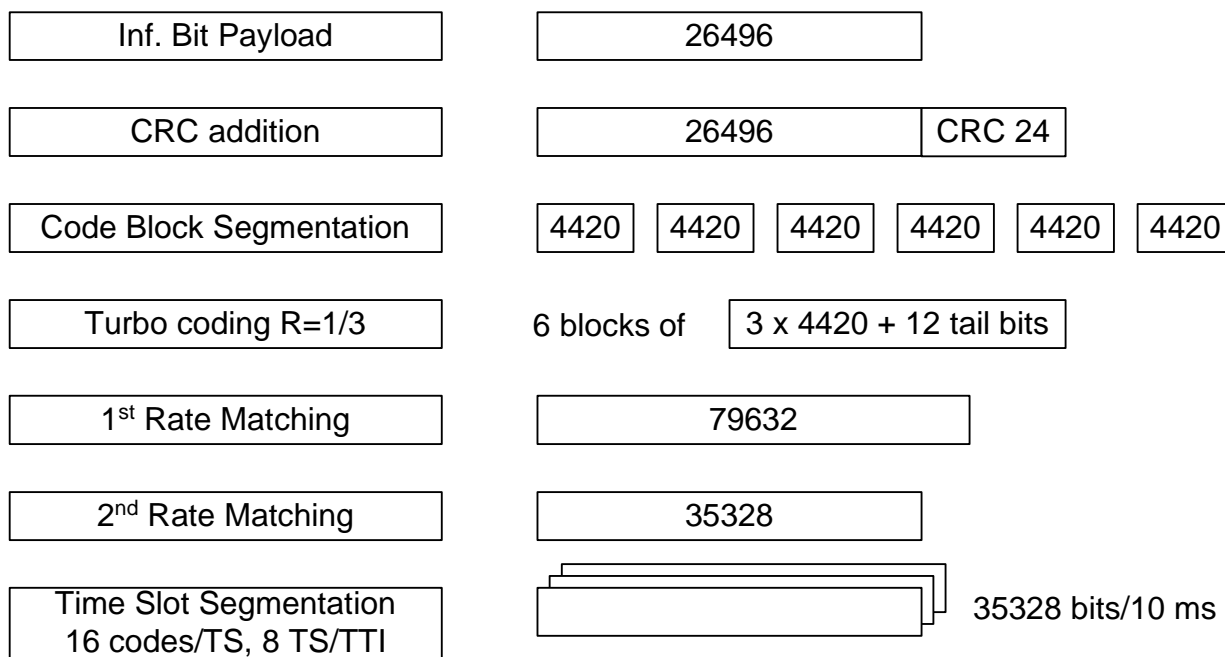 Inf. Bit Payload 26496
CRC addition 26496 CRC 24
Code Block Segmentation 4420 4420 4420 4420 4420 4420
Turbo coding R=1/3 6 blocks of 3 x 4420 + 12 tail bits
1st Rate Matching 79632
2nd Rate Matching 35328
Time Slot Segmentation
16 codes/TS, 8 TS/TTI
35328 bits/10 ms